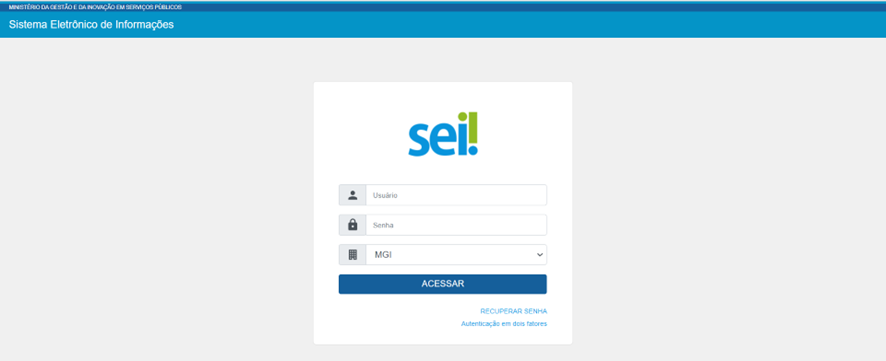 MINISTÉRIO DA GESTÃO E DA INOVAÇÃO EM SERVIÇOS PÚBLICOS
Sistema Eletrônico de Informações
sei!
Usuário
Senha
MGI
ACESSAR
RECUPERAR SENHA
Autenticação em dois fatores